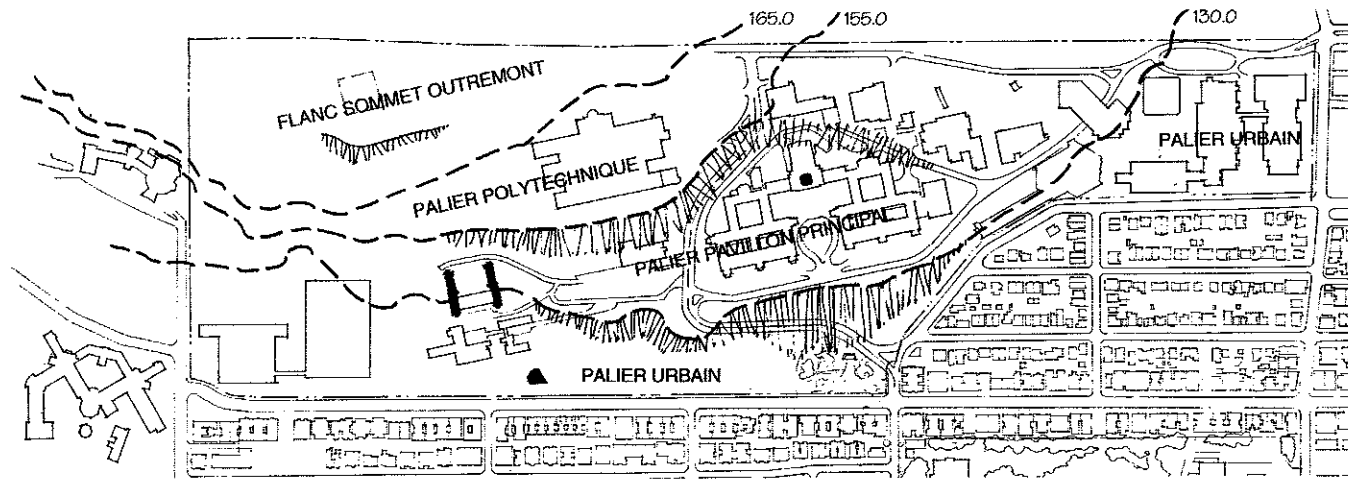 165.0
155.0
130.0
FLANC SOMMET OUTREMONT
PALIER URBAIN
PALIER POLYTECHNIQUE
PALIER PAVILLON PRINCIPAL
PALIER URBAIN